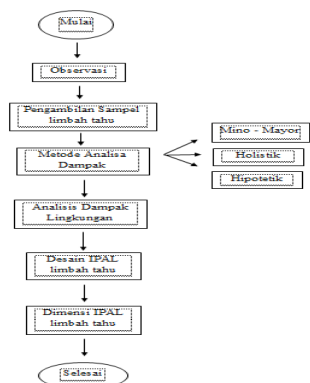 Mulai
Observasi
Pengambilan Sampel
limbah tahu
Metode Analisa
Dampak
Mino - Mayor
Holistik
Hipotetik
Analisis Dampak
Lingkungan
Desain IPAL
limbah tahu
Dimensi IPAL
limbah tahu
Selesai